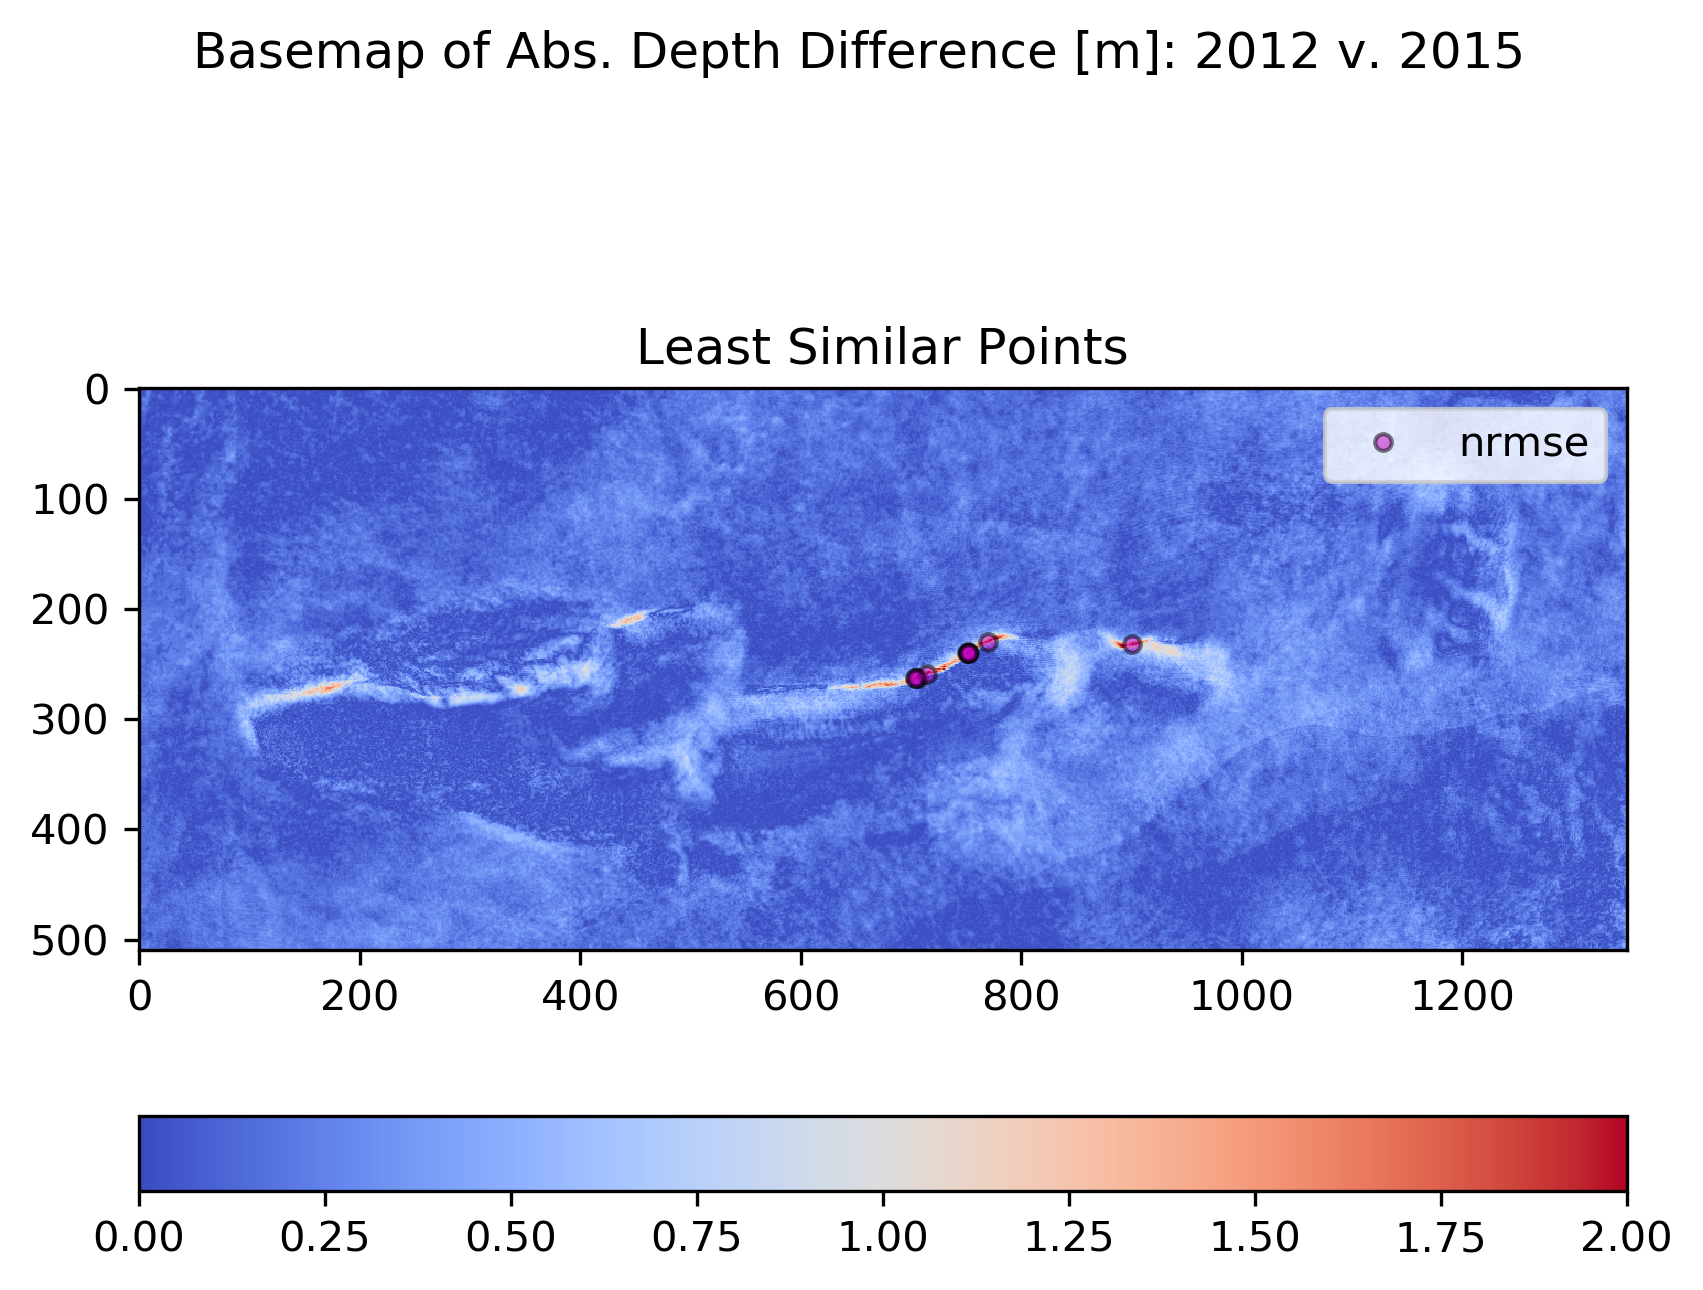 Basemap of Abs. Depth Difference [m]: 2012 v. 2015
Least Similar Points
nrmse
0
100
200
300
400
500
0 200 400 600 800 1000 1200
0.00 0.25 0.50 0.75 1.00 1.25 1.50 1.75 2.00